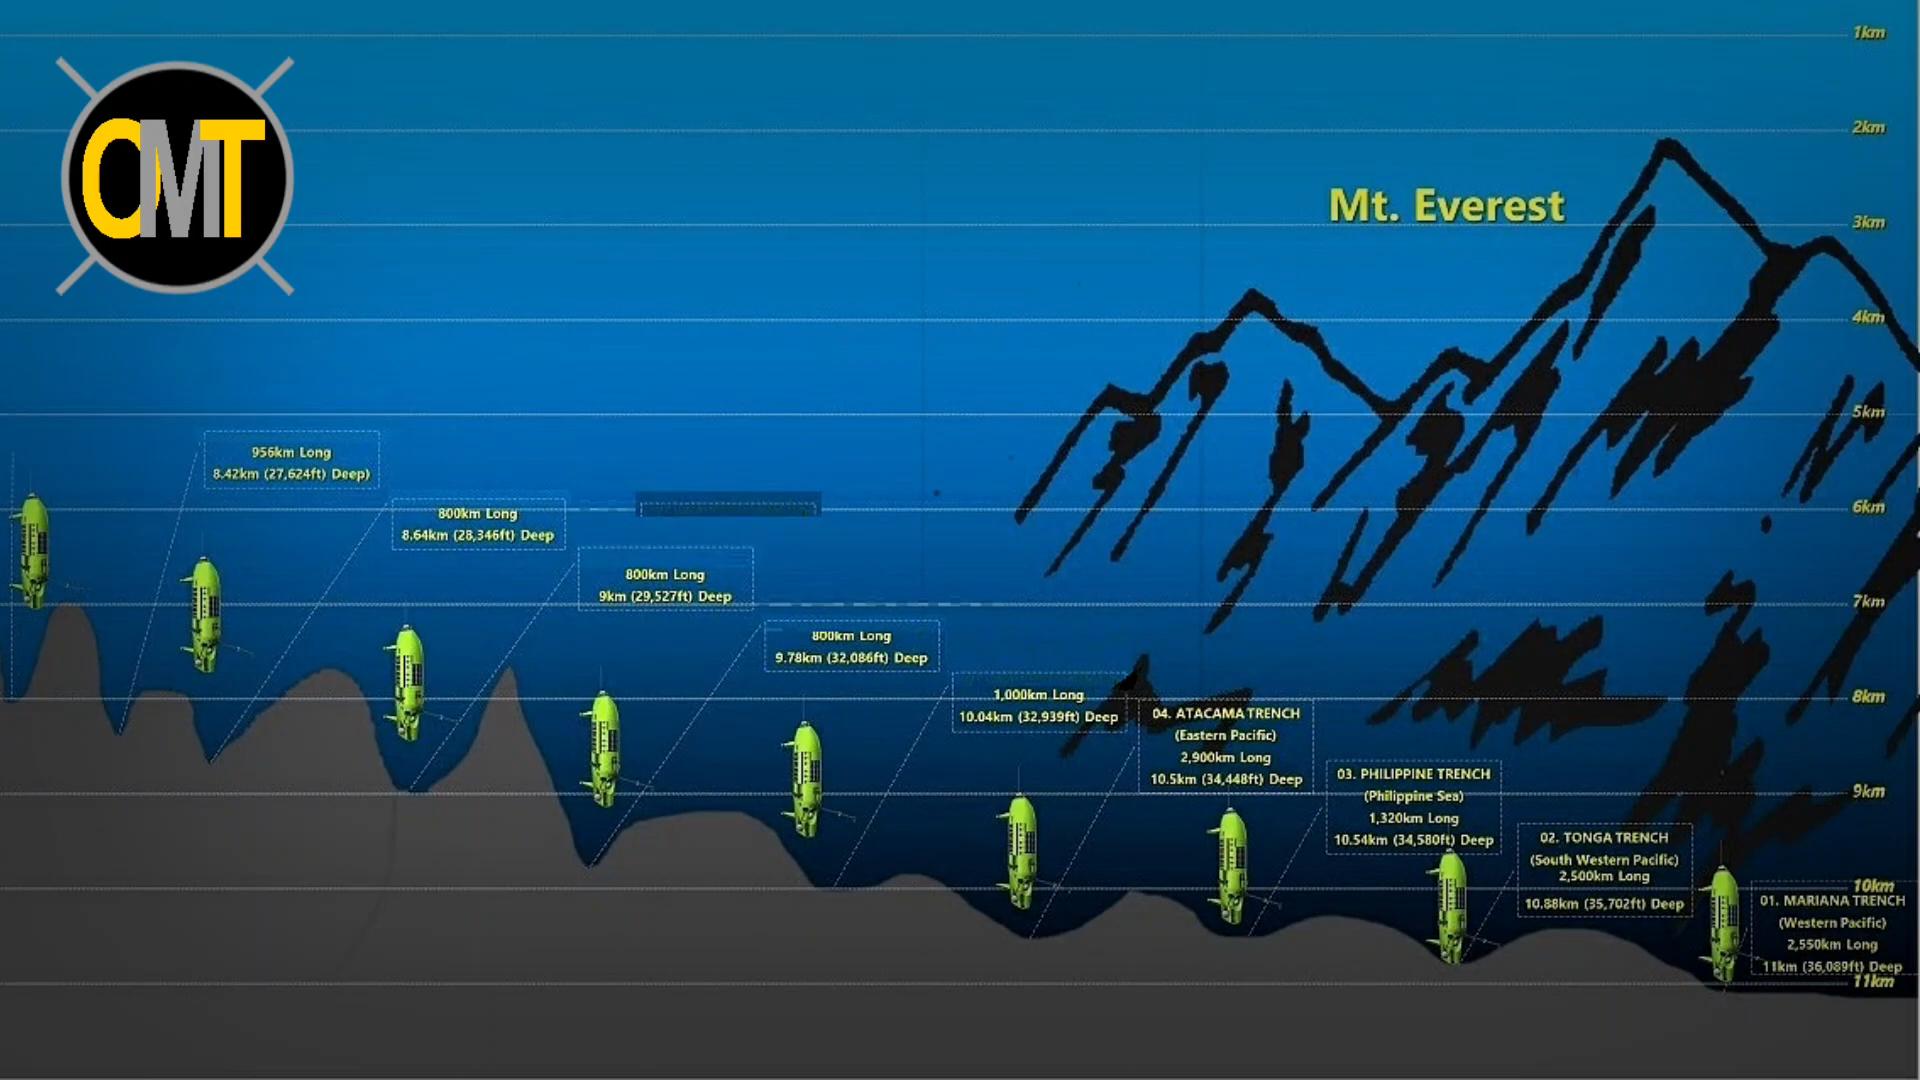 OMT
Mt. Everest
1km
2km
3km
4km
5km
6km
7km
8km
9km
10km
11km
956km Long
8.42km (27,624ft) Deep)
800km Long
8.64km (28,346ft) Deep
800km Long
9km (29,527ft) Deep
800km Long
9.78km (32,086ft) Deep
1,000km Long
10.04km (32,939ft) Deep
04. ATACAMA TRENCH
(Eastern Pacific)
2,900km Long
10.5km (34,448ft) Deep
03. PHILIPPINE TRENCH
(Philippine Sea)
1,320km Long
10.54km (34,580ft) Deep
02. TONGA TRENCH
(South Western Pacific)
2,500km Long
10.88km (35,702ft) Deep
01. MARIANA TRENCH
(Western Pacific)
2,550km Long
11km (36,089ft) Deep